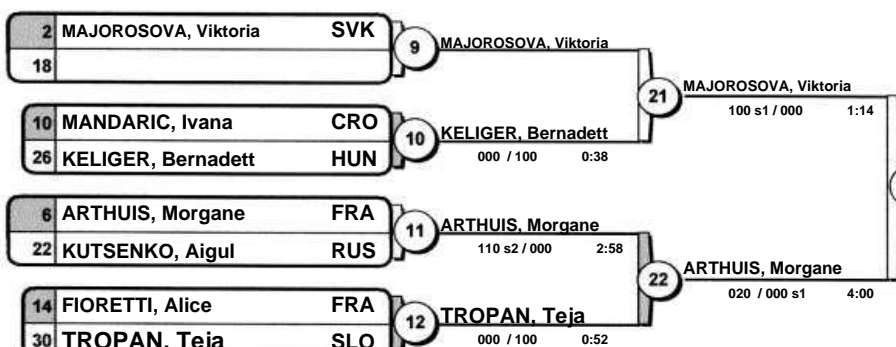 2 MAJOROSOVA, Viktoria SVK
18
9
MAJOROSOVA, Viktoria
10 MANDARIC, Ivana CRO
26 KELIGER, Bernadett HUN
10
KELIGER, Bernadett
000 / 100 0:38
21
MAJOROSOVA, Viktoria
100 s1 / 000 1:14
6 ARTHUIS, Morgane FRA
22 KUTSENKO, Aigul RUS
11
ARTHUIS, Morgane
110 s2 / 000 2:58
14 FIORETTI, Alice FRA
30 TROPAN, Teja SLO
12
TROPAN, Teja
000 / 100 0:52
22
ARTHUIS, Morgane
020 / 000 s1 4:00